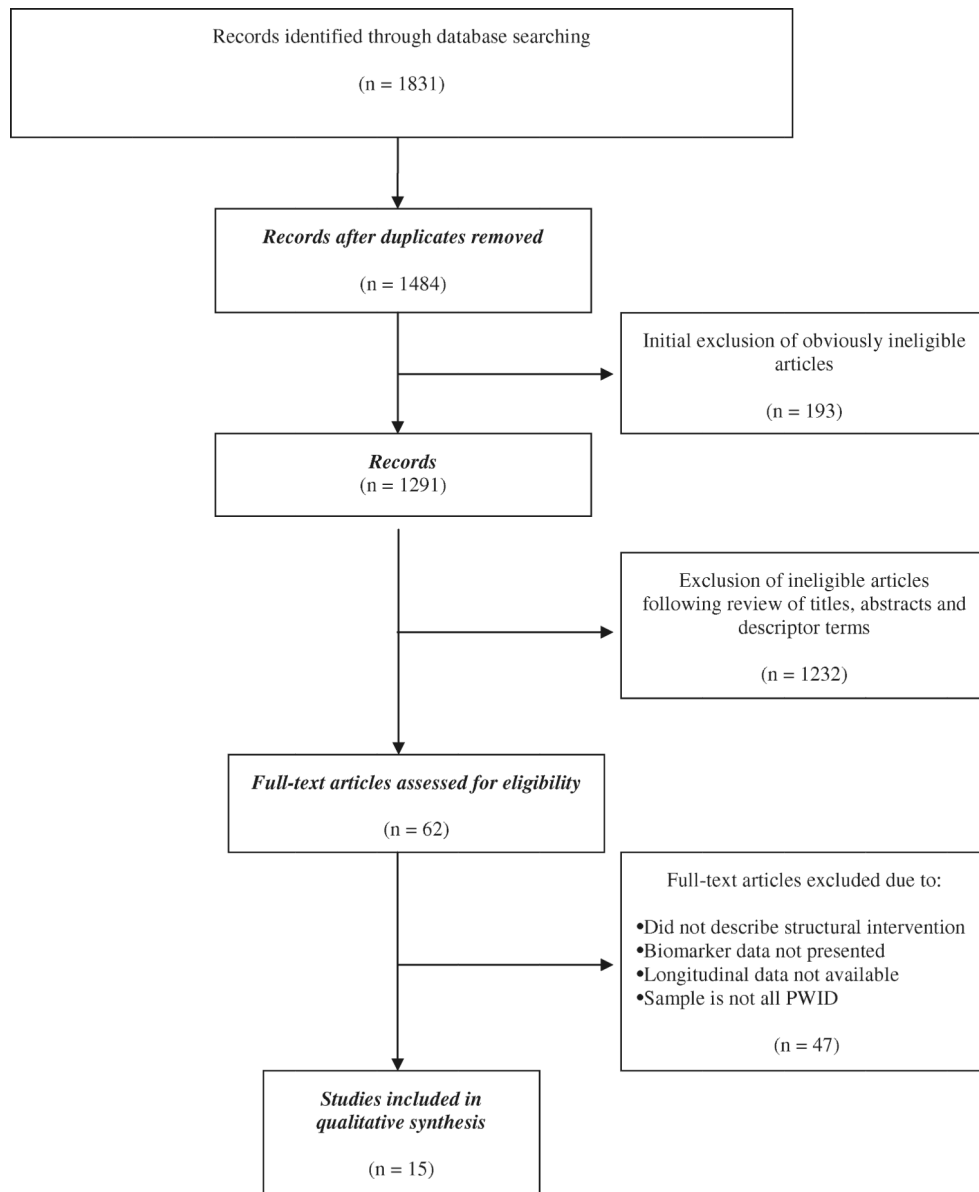 Records identified through database searching
(n = 1831)
Records after duplicates removed
(n = 1484)
Initial exclusion of obviously ineligible
articles
(n = 193)
Records
(n = 1291)
Exclusion of ineligible articles
following review of titles, abstracts and
descriptor terms
(n = 1232)
Full-text articles assessed for eligibility
(n = 62)
Full-text articles excluded due to:
•Did not describe structural intervention
•Biomarker data not presented
•Longitudinal data not available
•Sample is not all PWID
(n = 47)
Studies included in
qualitative synthesis
(n = 15)